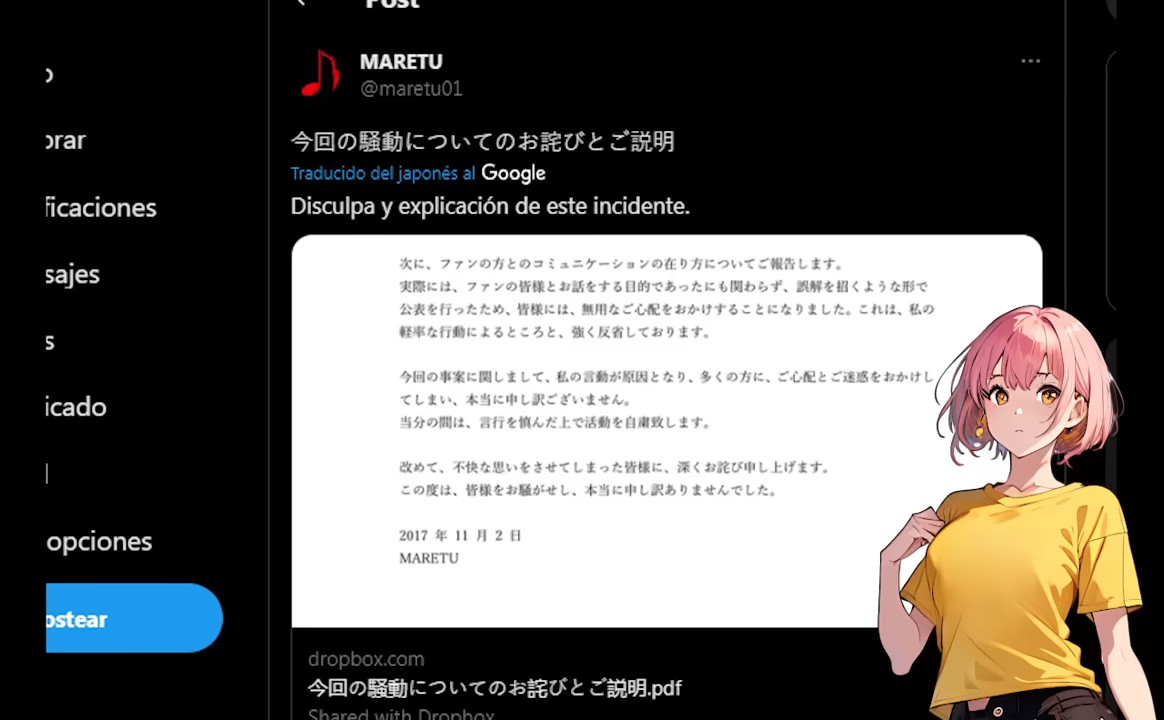 Post
MARETU
@maretu01
今回の騒動についてのお詫びとご説明
Traducido del japonés al Google
Disculpa y explicación de este incidente.
orar
ficaciones
sajes
s
icado
opciones
ostear
次に、ファンの方とのコミュニケーションの在り方についてご報告します。
実際には、ファンの皆様とお話をする目的であったにも関わらず、誤解を招くような形で
公表を行ったため、皆様には、無用なご心配をおかけすることになりました。これは、私の
軽率な行動によるところと、強く反省しております。
今回の事案に関しまして、私の言動が原因となり、多くの方に、ご心配とご迷惑をおかけし
てしまい、本当に申し訳ございません。
当分の間は、言行を慎んだ上で活動を自粛致します。
改めて、不快な思いをさせてしまった皆様に、深くお詫び申し上げます。
この度は、皆様をお騒がせし、本当に申し訳ありませんでした。
2017 年 11 月 2 日
MARETU
dropbox.com
今回の騒動についてのお詫びとご説明.pdf
Shared with Dropbox